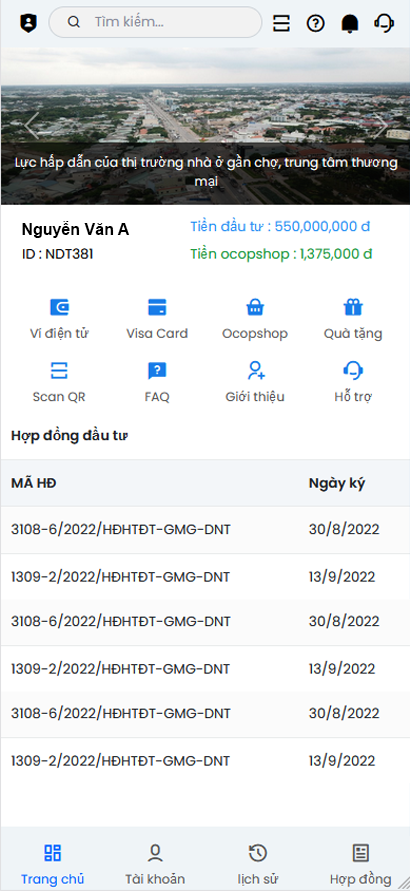 Tìm kiếm...
Lực hấp dẫn của thị trường nhà ở gần chợ, trung tâm thương
mại
Nguyễn Văn A
Tiền đầu tư : 550,000,000 đ
ID : NDT381
Tiền ocopshop : 1,375,000 đ
Ví điện tử
Visa Card
Ocopshop
Quà tặng
Scan QR
FAQ
Giới thiệu
Hỗ trợ
Hợp đồng đầu tư
MÃ HĐ
Ngày ký
3108-6/2022/HĐHTĐT-GMG-DNT
30/8/2022
1309-2/2022/HĐHTĐT-GMG-DNT
13/9/2022
3108-6/2022/HĐHTĐT-GMG-DNT
30/8/2022
1309-2/2022/HĐHTĐT-GMG-DNT
13/9/2022
3108-6/2022/HĐHTĐT-GMG-DNT
30/8/2022
1309-2/2022/HĐHTĐT-GMG-DNT
13/9/2022
Trang chủ
Tài khoản
lịch sử
Hợp đồng